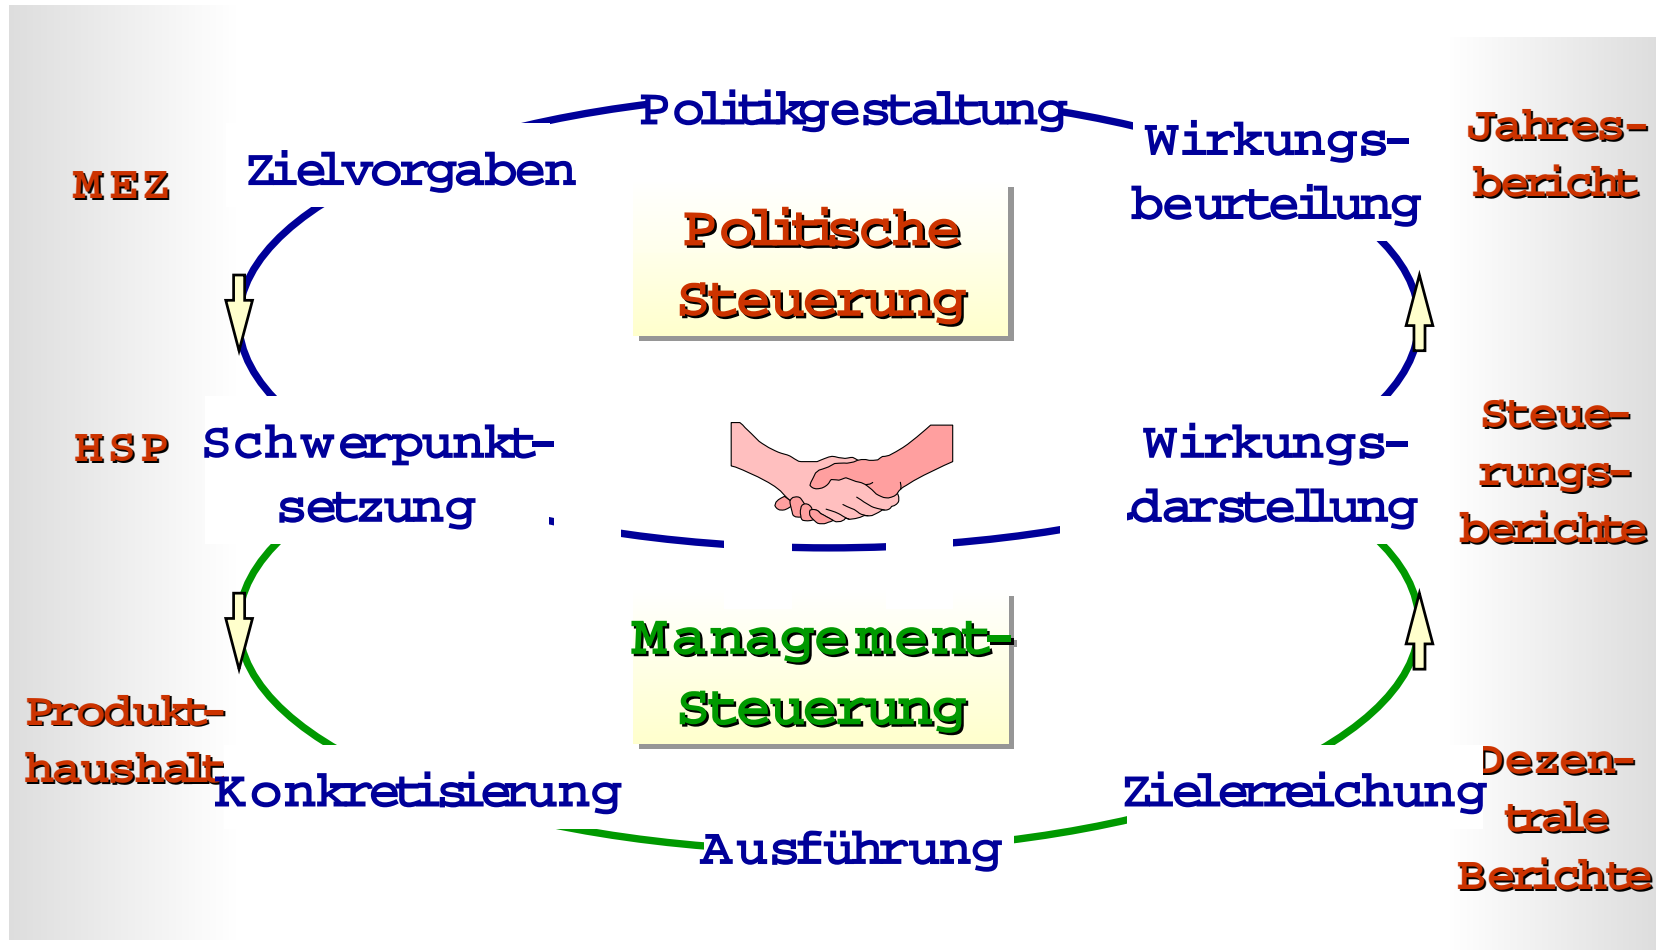 Politikgestaltung
Zielvorgaben
Wirkungs-
beurteilung
Jahres-
bericht
MEZ
Politische
Steuerung
HSP
Schwerpunkt-
setzung
Wirkungs-
darstellung
Steue-
rungs-
berichte
Management-
Steuerung
Produkt-
haushalt
Konkretisierung
Ausführung
Zielerreichung
Dezen-
trale
Berichte